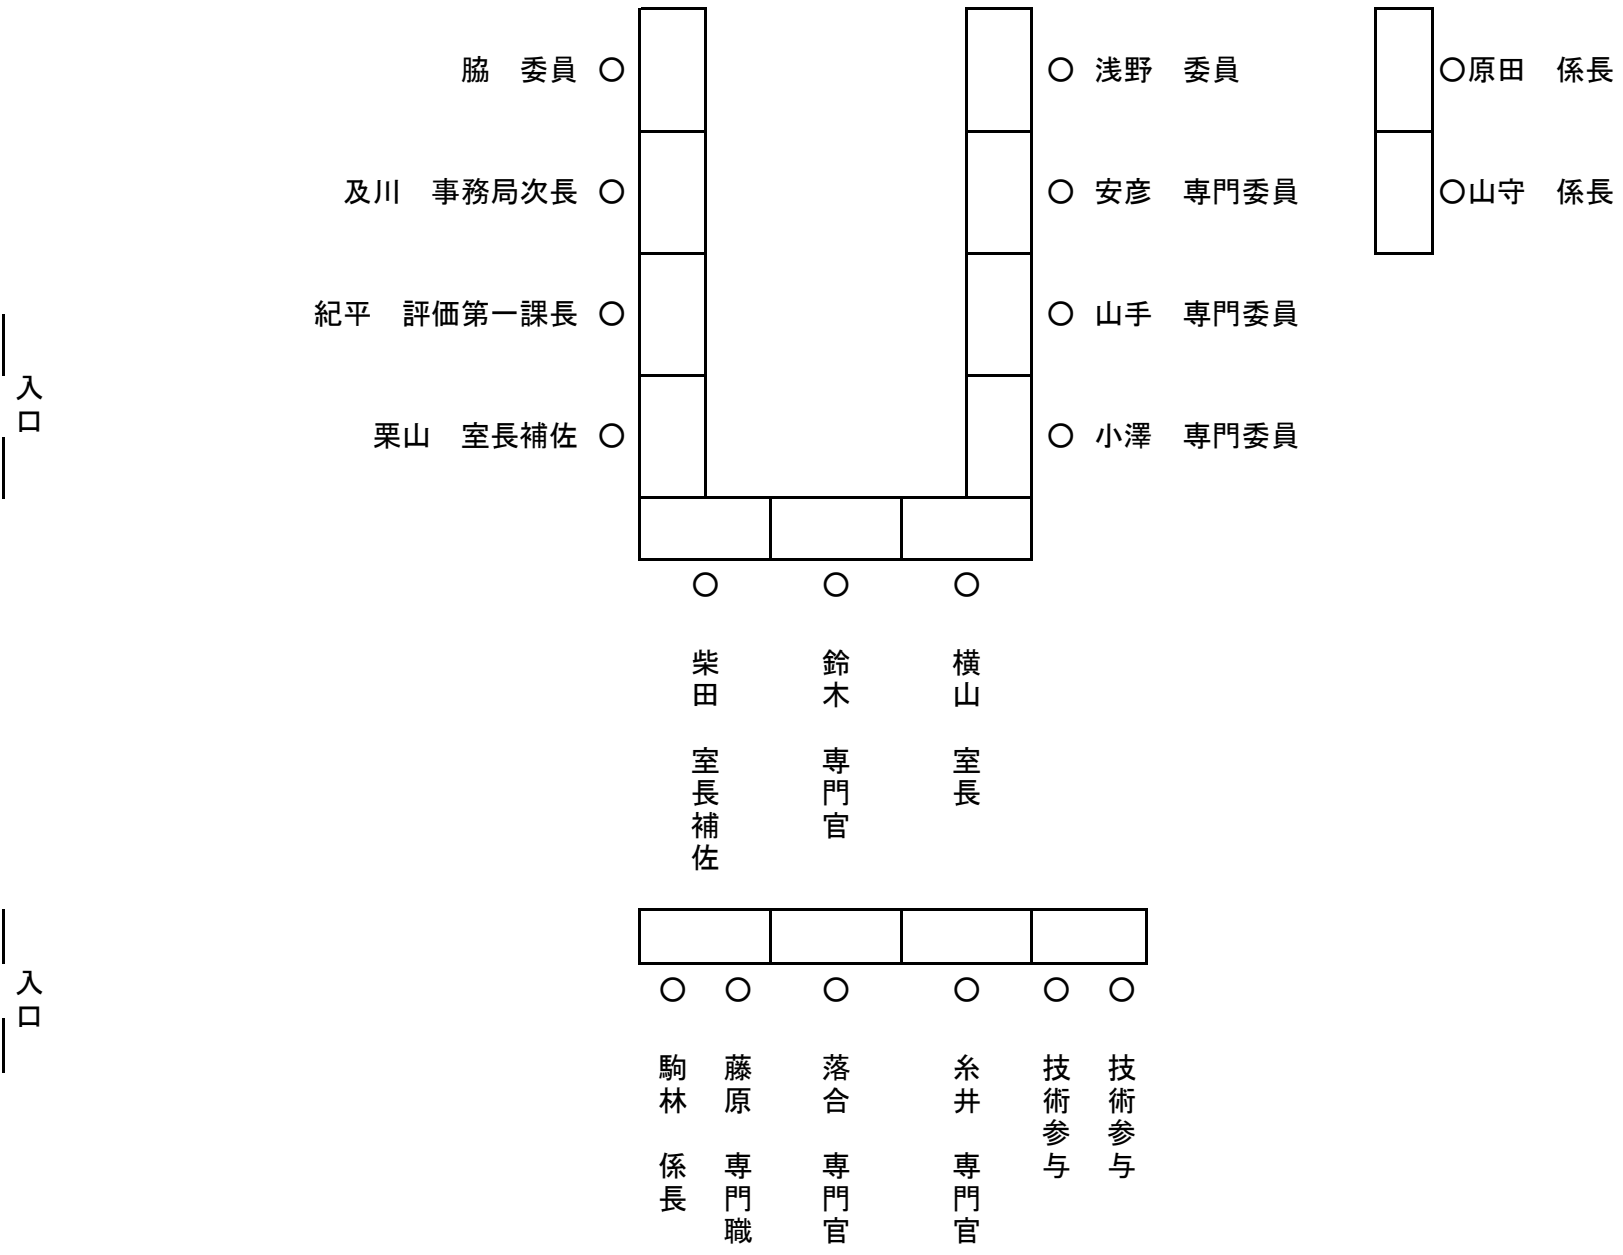 脇　委員 ○
○ 浅野　委員
○原田　係長
及川　事務局次長 ○
○ 安彦　専門委員
○山守　係長
紀平　評価第一課長 ○
○ 山手　専門委員
入口
栗山　室長補佐 ○
○ 小澤　専門委員
○ ○ ○
柴田　室長補佐
鈴木　専門官
横山　室長
入口
○ ○ ○ ○ ○ ○
駒林　係長
藤原　専門職
落合　専門官
糸井　専門官
技術参与
技術参与